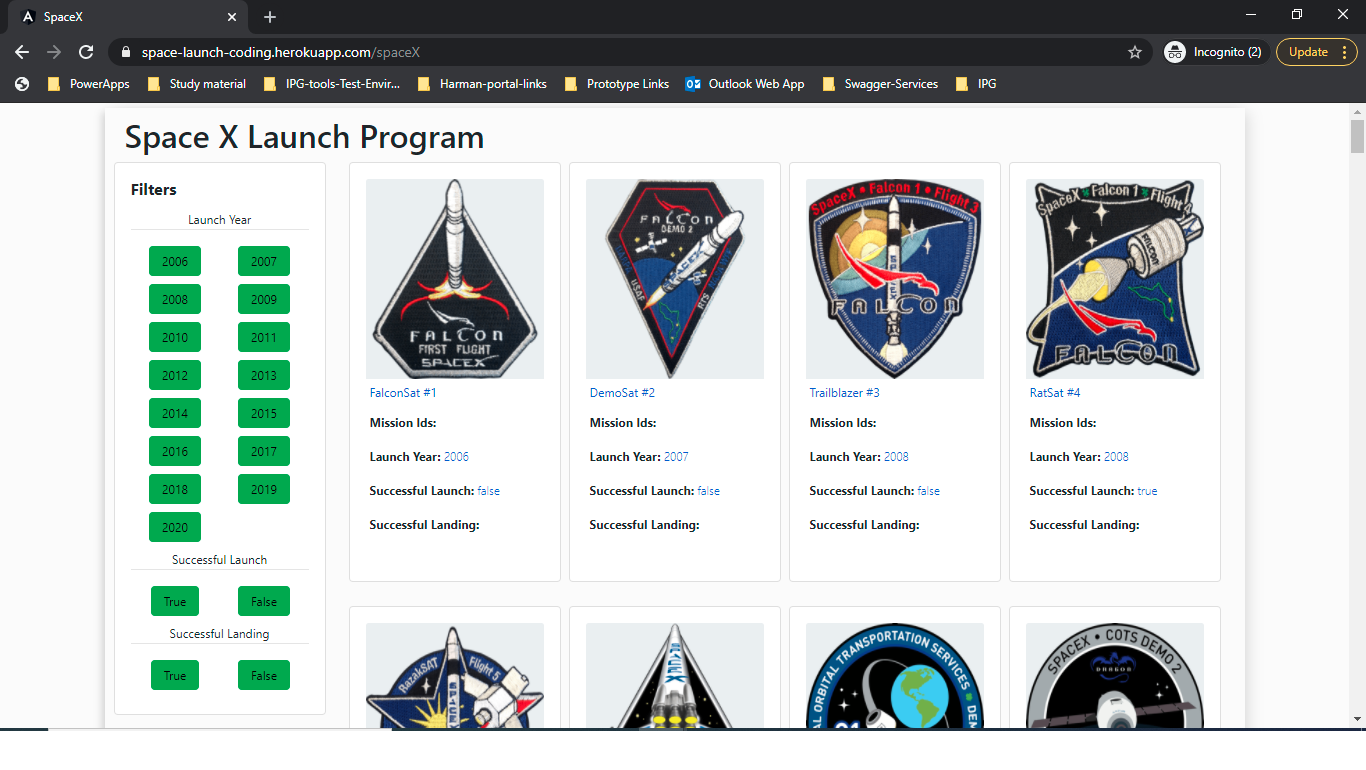 SpaceX
space-launch-coding.herokuapp.com/spaceX
Incognito (2)
Update
PowerApps
Study material
IPG-tools-Test-Envir...
Harman-portal-links
Prototype Links
Outlook Web App
Swagger-Services
IPG
Space X Launch Program
Filters
Launch Year
2006 2007
2008 2009
2010 2011
2012 2013
2014 2015
2016 2017
2018 2019
2020
Successful Launch
True False
Successful Landing
True False
FALCON
FIRST FLIGHT
SPACEX
FalconSat #1
Mission Ids:
Launch Year: 2006
Successful Launch: false
Successful Landing:
FALCON
DEMO 2
SPACEX
USAF
RTS
DemoSat #2
Mission Ids:
Launch Year: 2007
Successful Launch: false
Successful Landing:
SpaceX • Falcon 1 • Flight 3
SPACEX
FALCON
Trailblazer #3
Mission Ids:
Launch Year: 2008
Successful Launch: false
Successful Landing:
SpaceX Falcon 1 Flight 4
FALCON
FALCON
RatSat #4
Mission Ids:
Launch Year: 2008
Successful Launch: true
Successful Landing:
RazakSAT Flight 5
SPACEX
SPACEX
ORBITAL TRANSPORTATION SERVICES
SPACEX • COTS DEMO 2
DRAGON